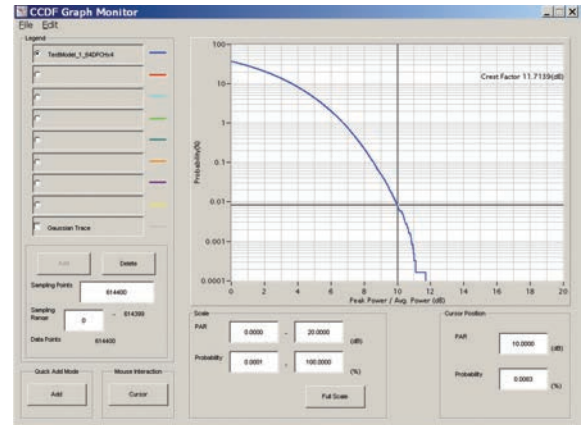 CCDF Graph Monitor
File Edit
Legend
TestModel_1_64DPCHx4
Gaussian Trace
Add Delete
Sampling Points 614400
Sampling Range 0 - 614399
Data Points 614400
Quick Add Mode
Add
Mouse Interaction
Cursor
Crest Factor 11.7139(dB)
Probability(%)
100
10
1
0.1
0.01
0.001
0.0001
0 2 4 6 8 10 12 14 16 18 20
Peak Power / Avg. Power (dB)
Scale
PAR 0.0000 - 20.0000 (dB)
Probability 0.0001 - 100.0000 (%)
Full Scale
Cursor Position
PAR 10.0000 (dB)
Probability 0.0083 (%)